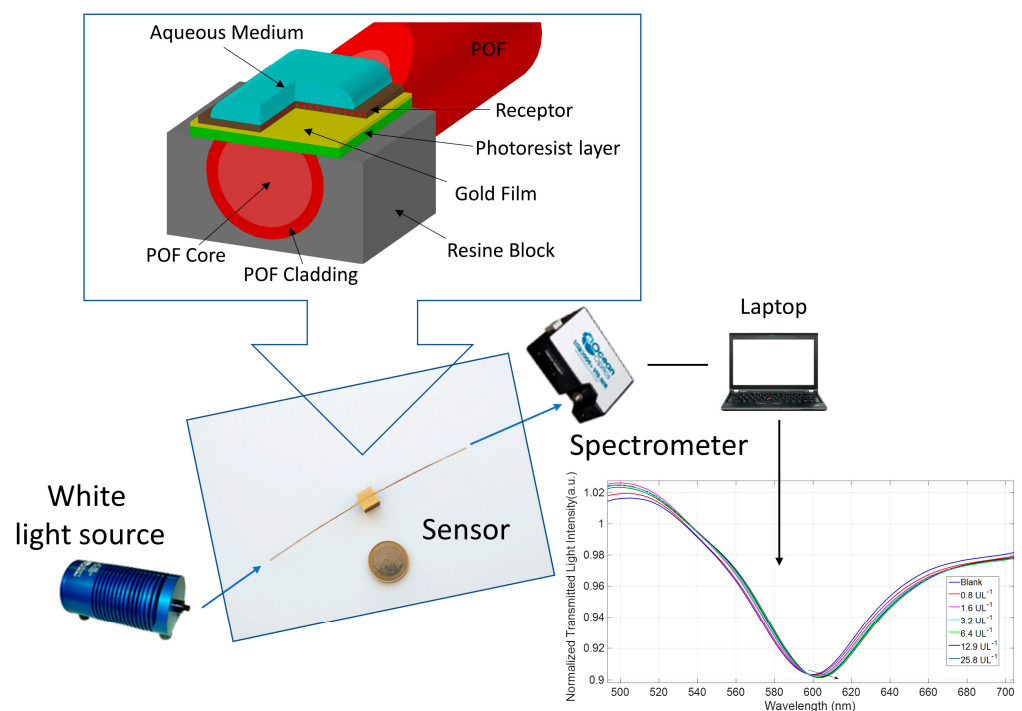 Aqueous Medium
POF
Receptor
Photoresist layer
Gold Film
Resine Block
POF Core
POF Cladding
Laptop
Ocean
Optics
Spectrometer
White
light source
Sensor
Normalized Transmitted Light Intensity(a.u.)
1.02
1
0.98
0.96
0.94
0.92
0.9
Blank
0.8 UL⁻¹
1.6 UL⁻¹
3.2 UL⁻¹
6.4 UL⁻¹
12.9 UL⁻¹
25.8 UL⁻¹
500 520 540 560 580 600 620 640 660 680 700
Wavelength (nm)